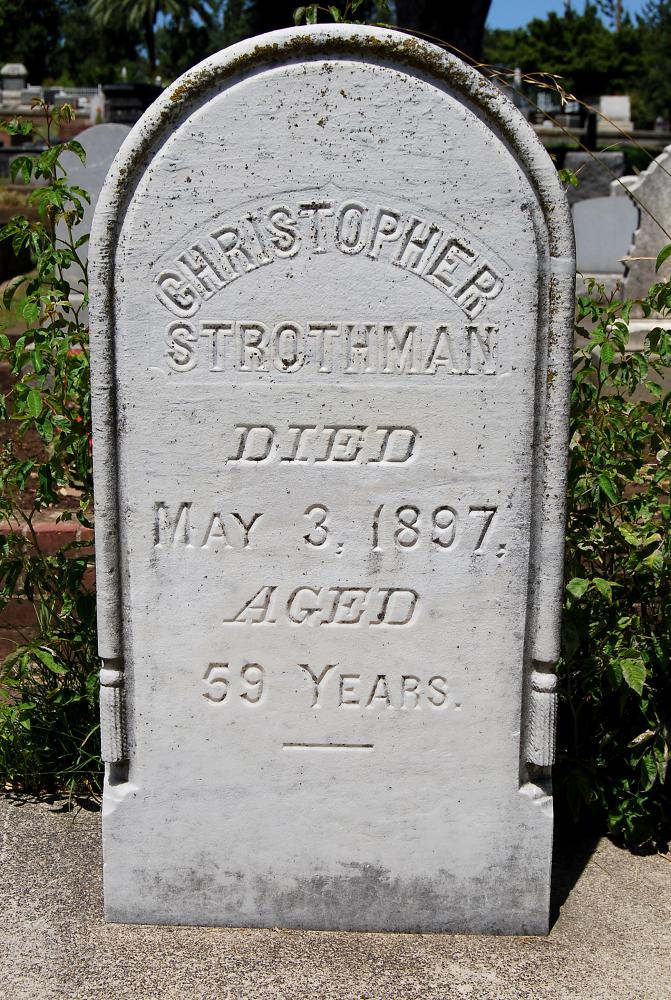 CHRISTOPHER
STROTHMAN
DIED
MAY 3, 1897,
AGED
59 YEARS.